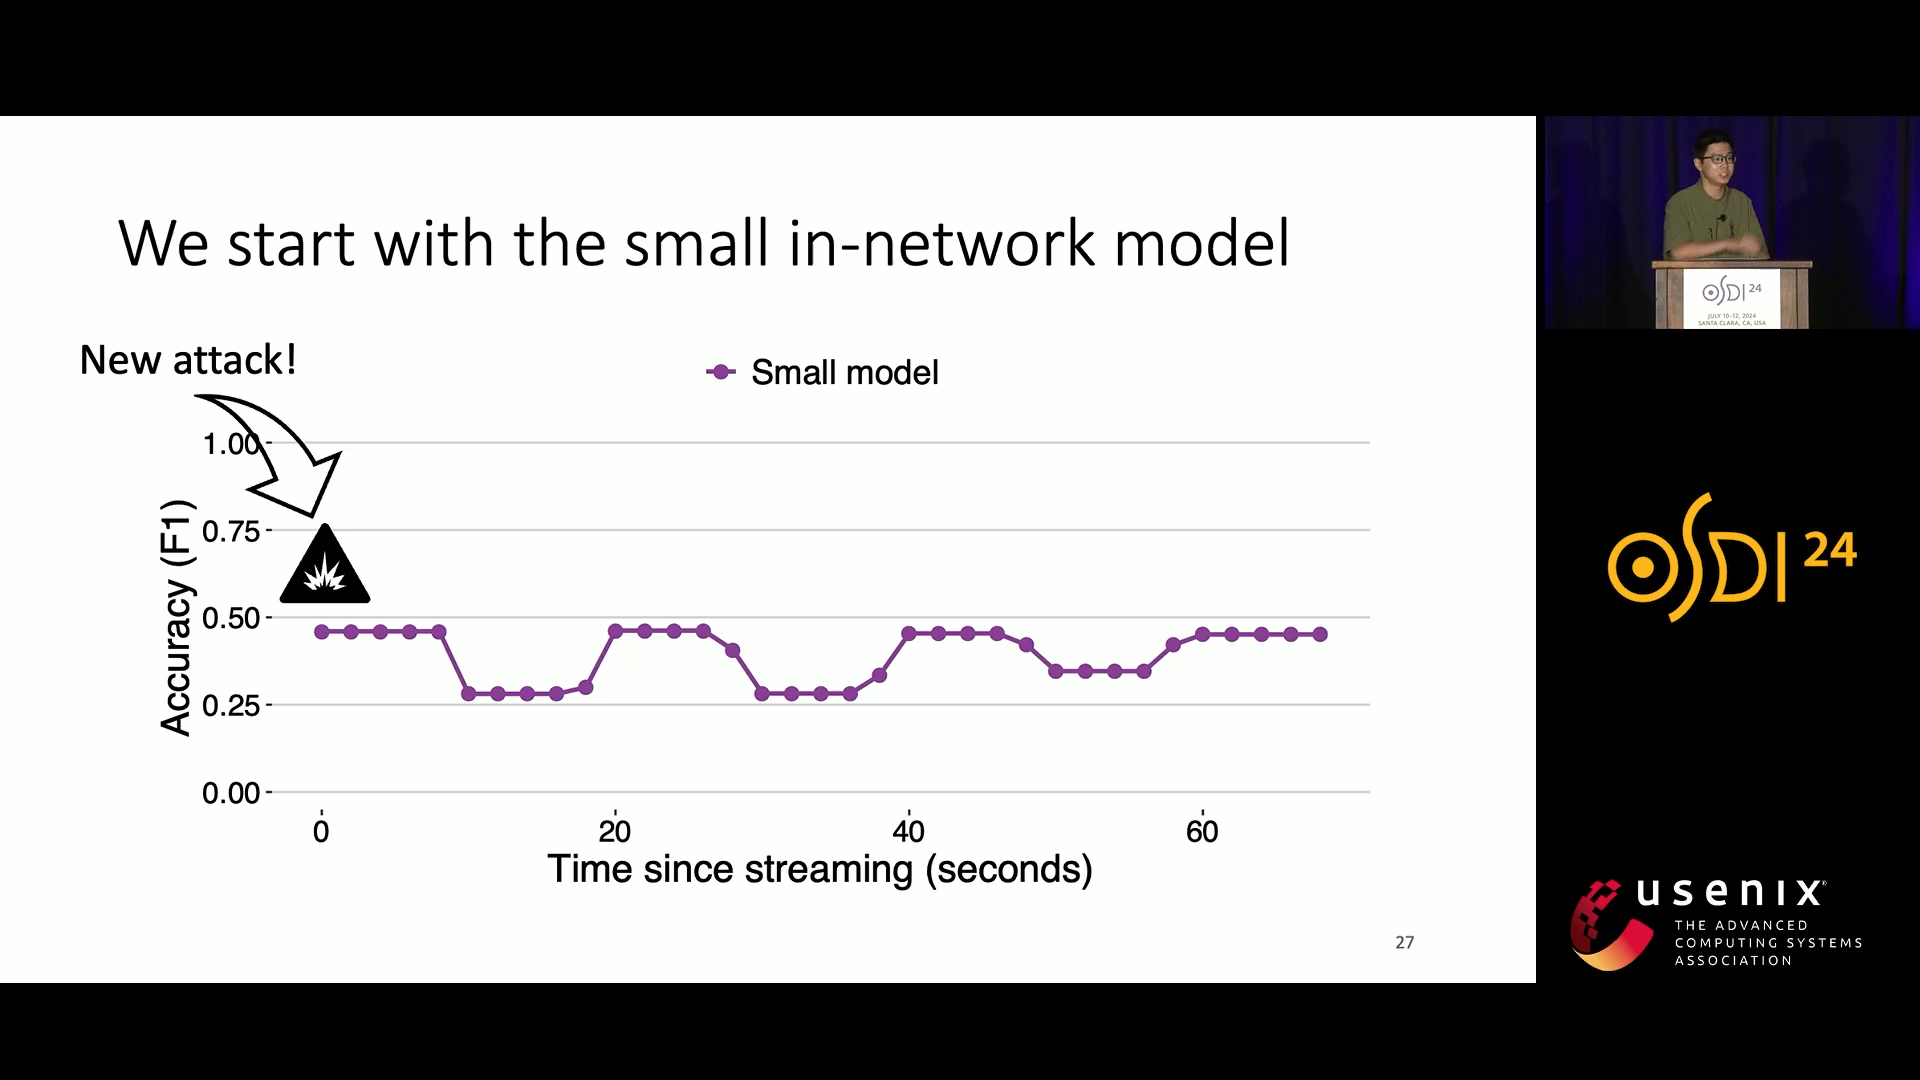 We start with the small in-network model
New attack!
Small model
1.00
0.75
0.50
0.25
0.00
Accuracy (F1)
0 20 40 60
Time since streaming (seconds)
27
OSDI 24
JULY 10–12, 2024
SANTA CLARA, CA, USA
OSDI 24
usenix
THE ADVANCED
COMPUTING SYSTEMS
ASSOCIATION